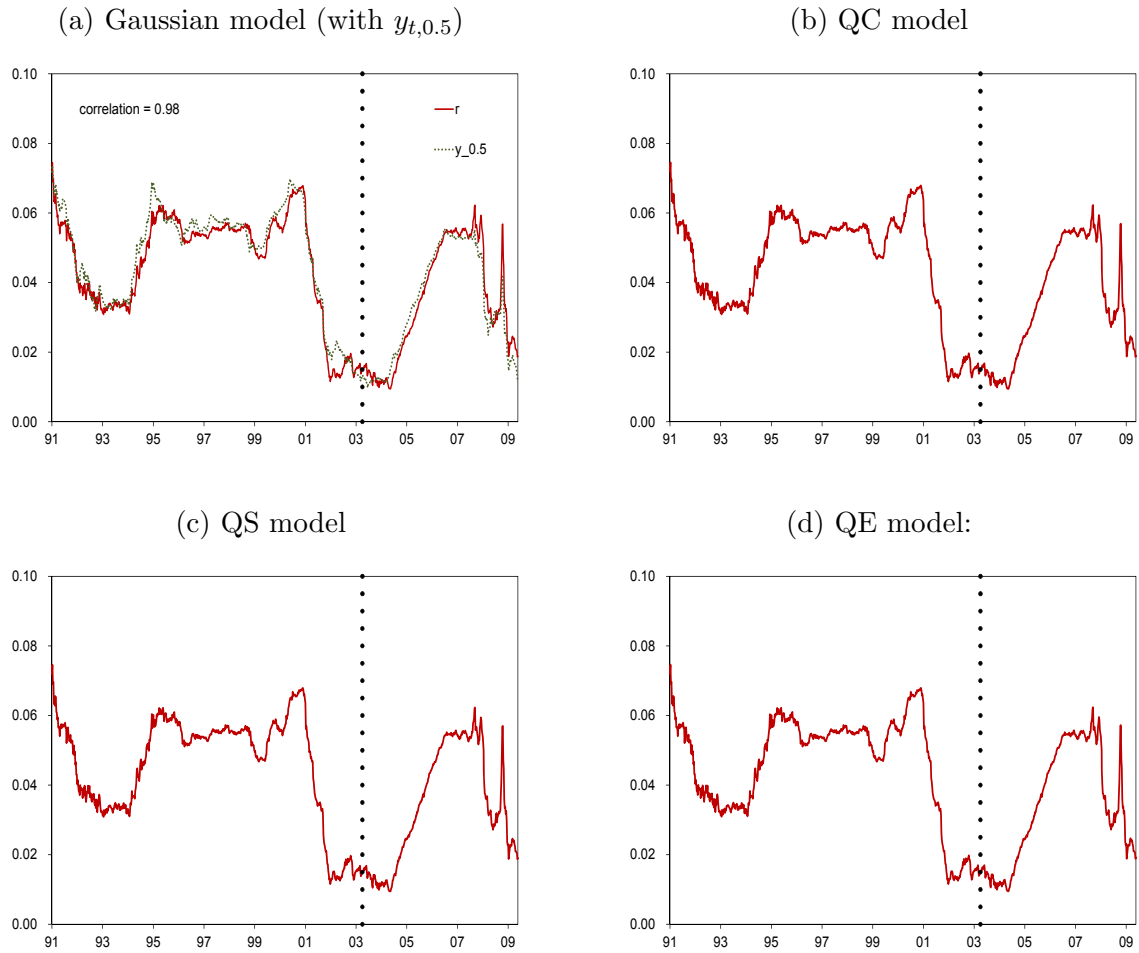 (a) Gaussian model (with $y_{t,0.5}$)
0.10
0.08
0.06
0.04
0.02
0.00
correlation = 0.98
r
y_0.5
91 93 95 97 99 01 03 05 07 09
(b) QC model
0.10
0.08
0.06
0.04
0.02
0.00
91 93 95 97 99 01 03 05 07 09
(c) QS model
0.10
0.08
0.06
0.04
0.02
0.00
91 93 95 97 99 01 03 05 07 09
(d) QE model:
0.10
0.08
0.06
0.04
0.02
0.00
91 93 95 97 99 01 03 05 07 09